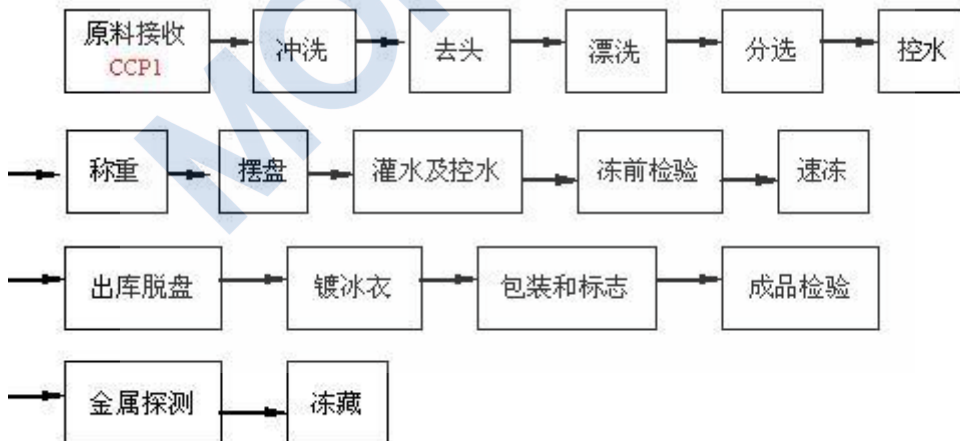 原料接收
CCP1
冲洗
去头
漂洗
分选
控水
称重
摆盘
灌水及控水
冻前检验
速冻
出库脱盘
镀冰衣
包装和标志
成品检验
金属探测
冻藏